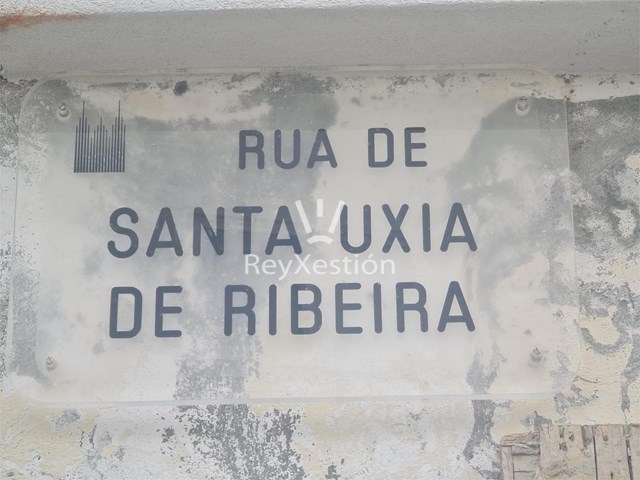 RUA DE
SANTA UXIA
ReyXestión
DE RIBEIRA